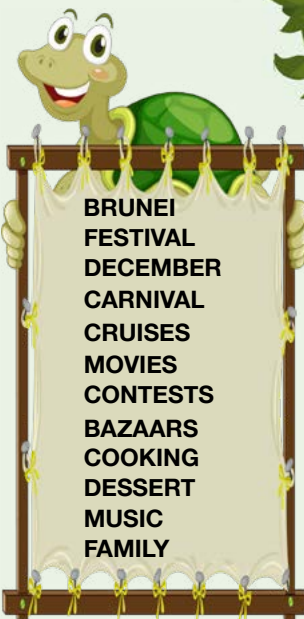 BRUNEI
FESTIVAL
DECEMBER
CARNIVAL
CRUISES
MOVIES
CONTESTS
BAZAARS
COOKING
DESSERT
MUSIC
FAMILY